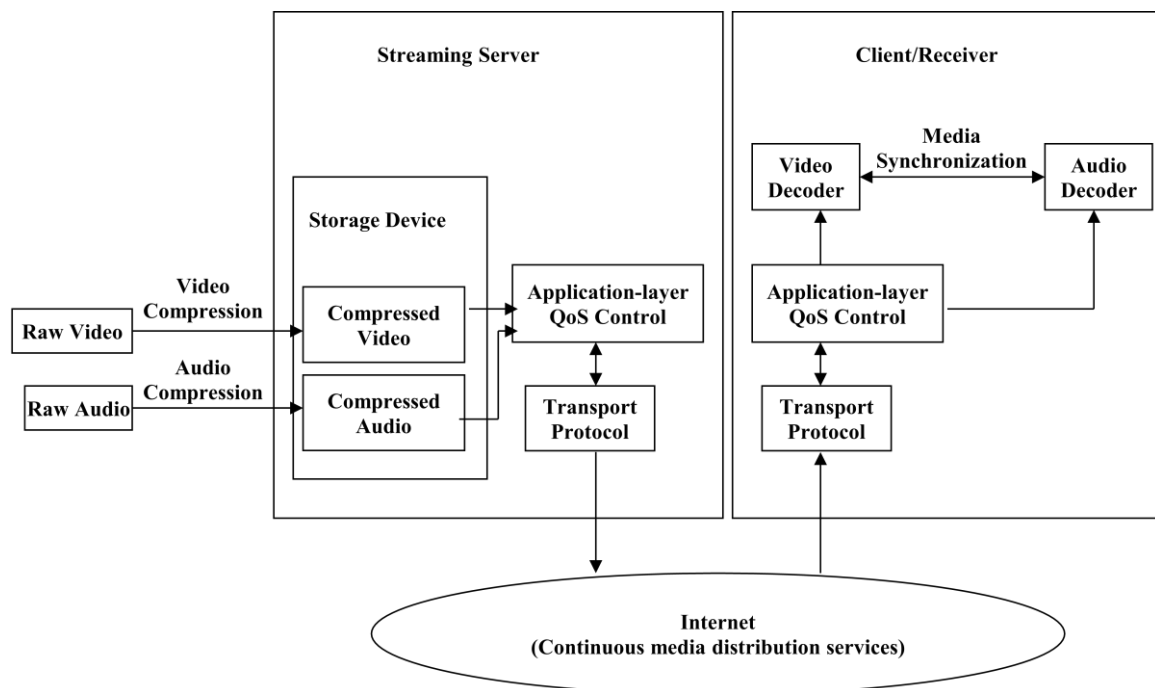 Streaming Server
Storage Device
Video
Compression
Raw Video
Compressed
Video
Audio
Compression
Raw Audio
Compressed
Audio
Application-layer
QoS Control
Transport
Protocol
Client/Receiver
Video
Decoder
Media
Synchronization
Audio
Decoder
Application-layer
QoS Control
Transport
Protocol
Internet
(Continuous media distribution services)